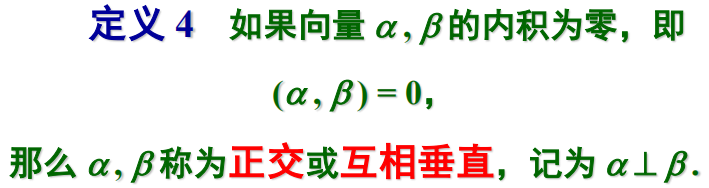 定义 4 如果向量 α , β 的内积为零，即
(α , β ) = 0，
那么 α , β 称为正交或互相垂直，记为 α ⊥ β .